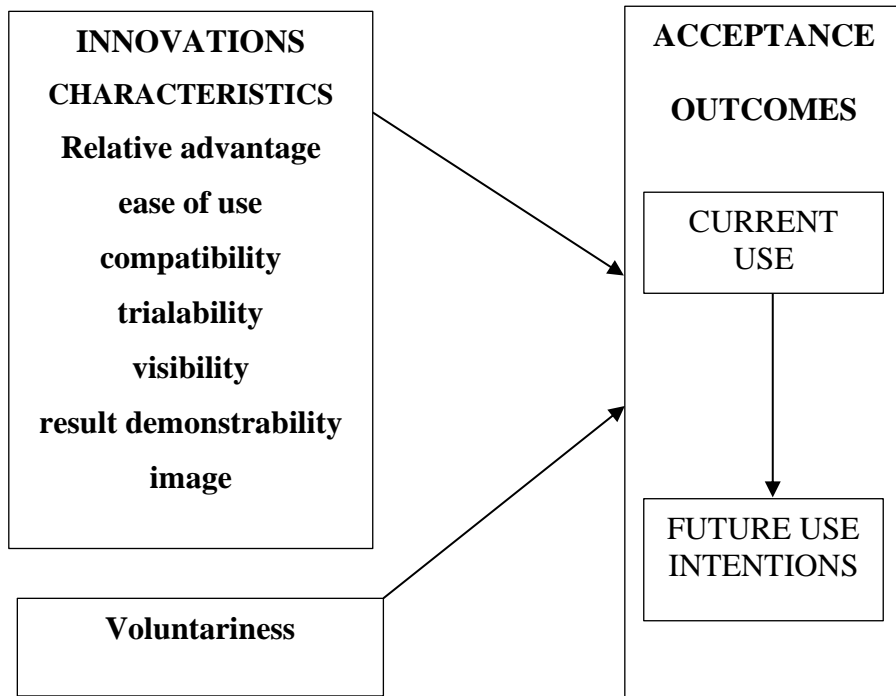 INNOVATIONS
CHARACTERISTICS
Relative advantage
ease of use
compatibility
trialability
visibility
result demonstrability
image
Voluntariness
ACCEPTANCE
OUTCOMES
CURRENT
USE
FUTURE USE
INTENTIONS